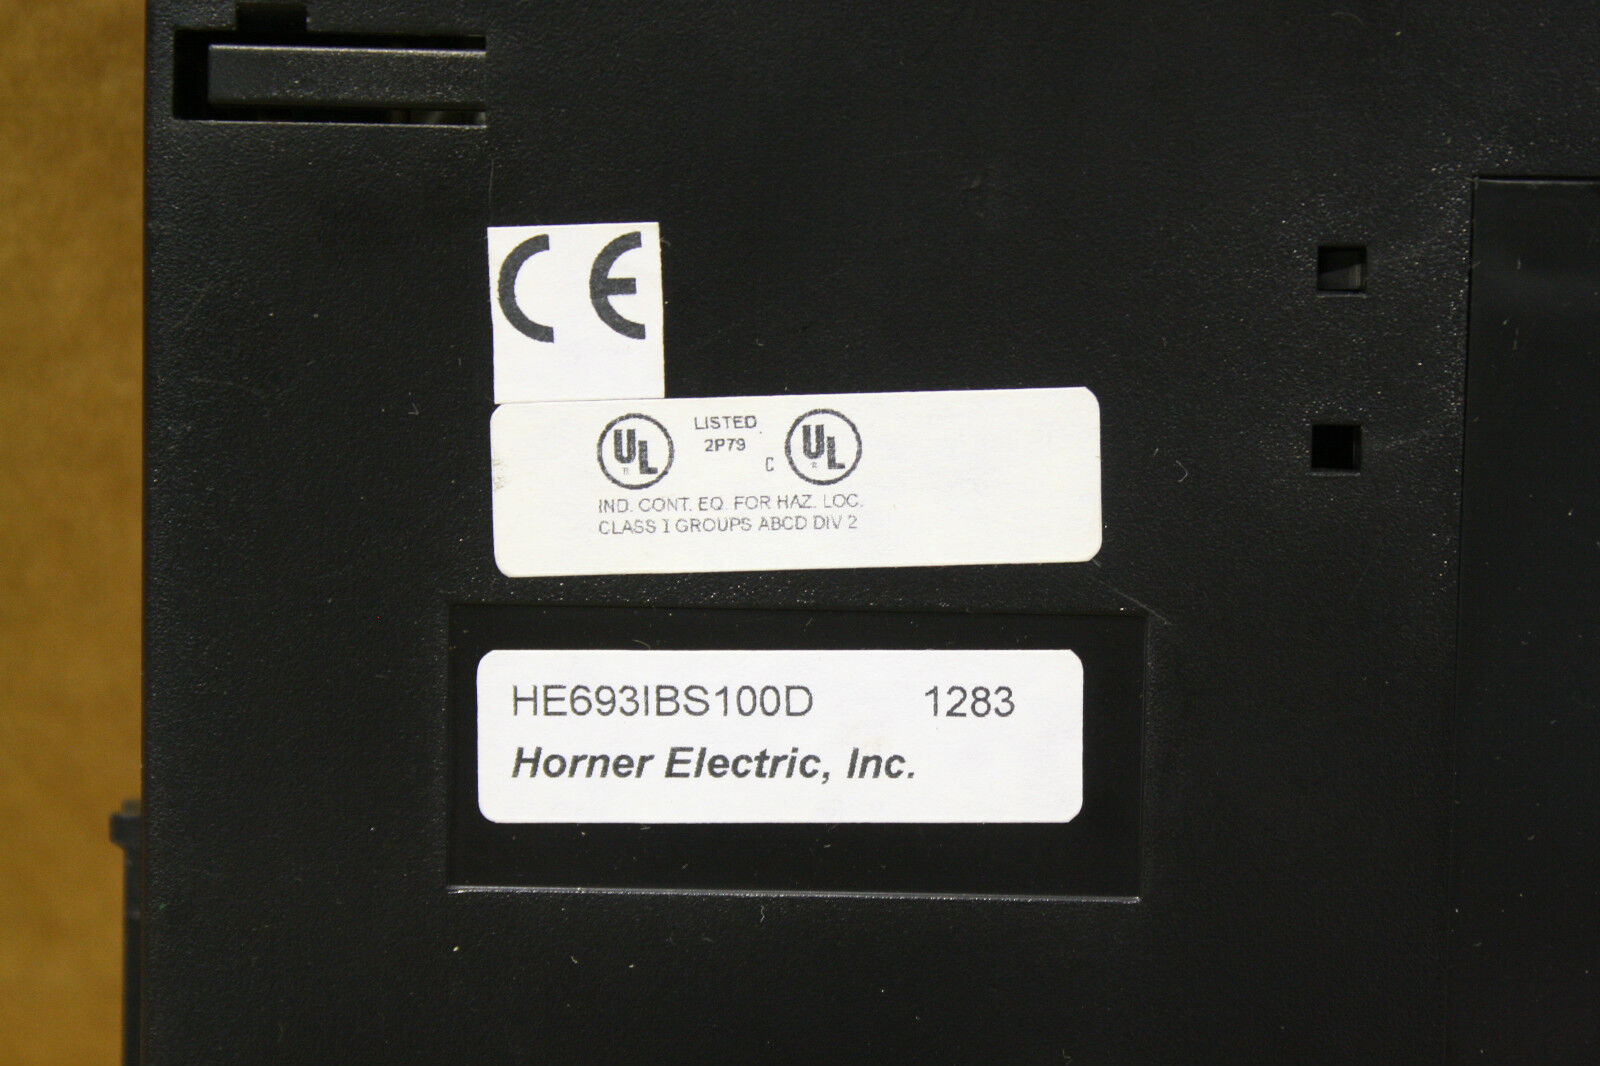 CE
UL LISTED UL
2P79
C
IND. CONT. EQ. FOR HAZ. LOC.
CLASS I GROUPS ABCD DIV 2
HE693IBS100D 1283
Horner Electric, Inc.